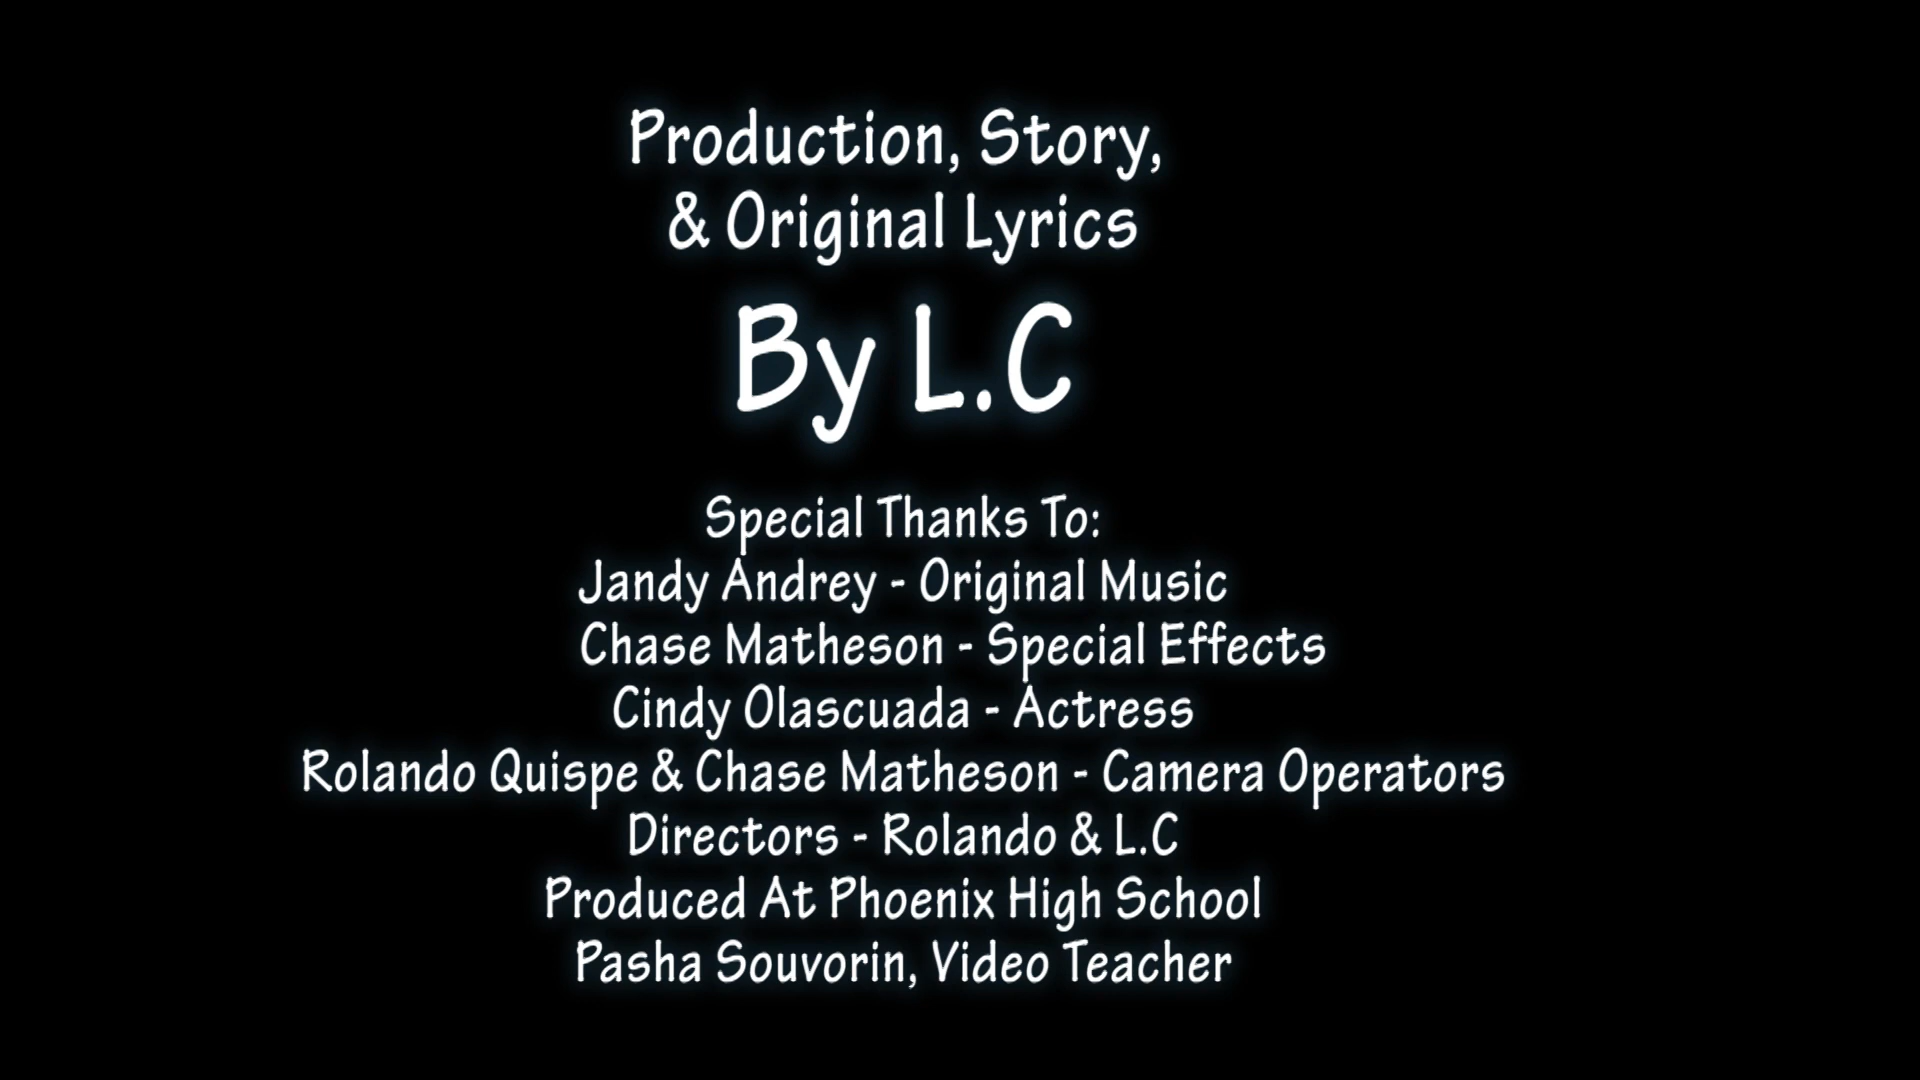 Production, Story,
& Original Lyrics
By L.C
Special Thanks To:
Jandy Andrey - Original Music
Chase Matheson - Special Effects
Cindy Olascuada - Actress
Rolando Quispe & Chase Matheson - Camera Operators
Directors - Rolando & L.C
Produced At Phoenix High School
Pasha Souvorin, Video Teacher